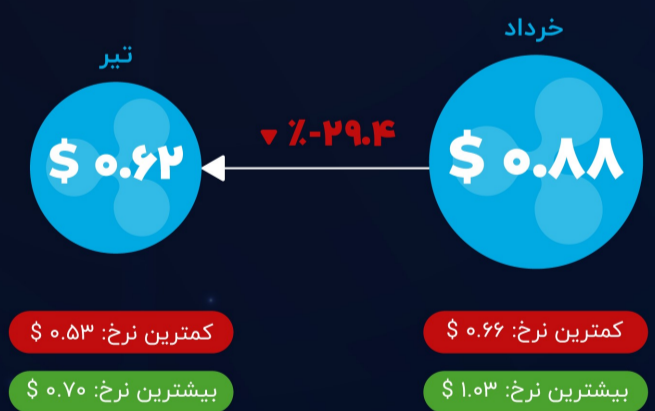 خرداد
$ ۰.۸۸
٪-۲۹.۴ ▼
تیر
$ ۰.۶۲
کمترین نرخ: ۰.۶۶ $
بیشترین نرخ: ۱.۰۳ $
کمترین نرخ: ۰.۵۳ $
بیشترین نرخ: ۰.۷۰ $